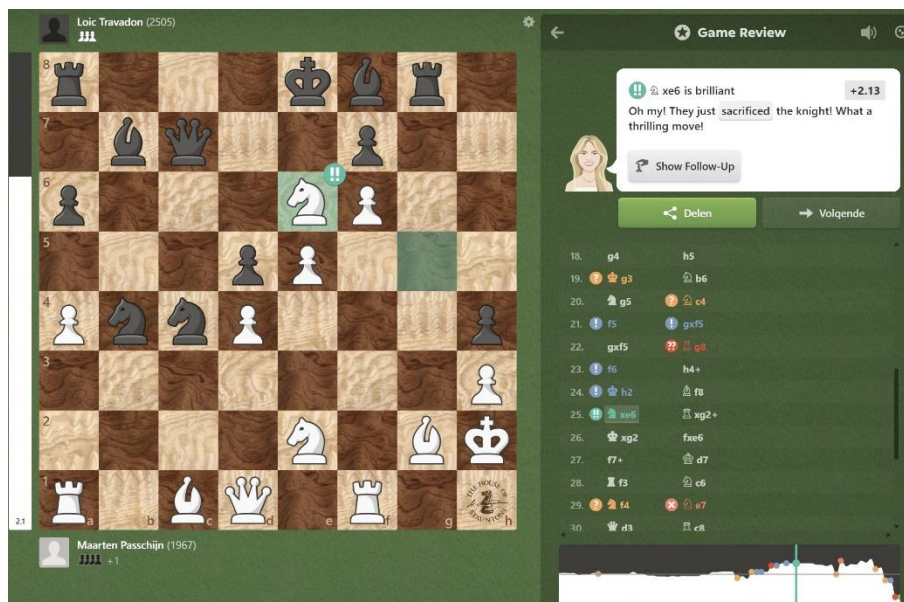 Loic Travadon (2505)
Game Review
8
7
6
5
4
3
2
1
a b c d e f g h
THE HOUSE OF
STAUNTON
2.1
Maarten Passchijn (1967)
+1
!!
!! xe6 is brilliant +2.13
Oh my! They just sacrificed the knight! What a
thrilling move!
Show Follow-Up
Delen Volgende
18. g4 h5
19. ? g3 b6
20. g5 ? c4
21. ! f5 ! gxf5
22. gxf5 ?? g8
23. ! f6 h4+
24. ! h2 f8
25. !! xe6 xg2+
26. xg2 fxe6
27. f7+ d7
28. f3 c6
29. ? f4 e7
30. d3 c8